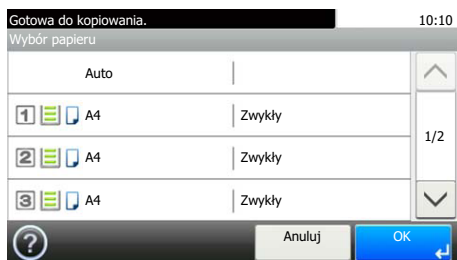 Gotowa do kopiowania. 10:10
Wybór papieru
Auto
1 A4 Zwykły
2 A4 Zwykły
3 A4 Zwykły
1/2
? Anuluj OK